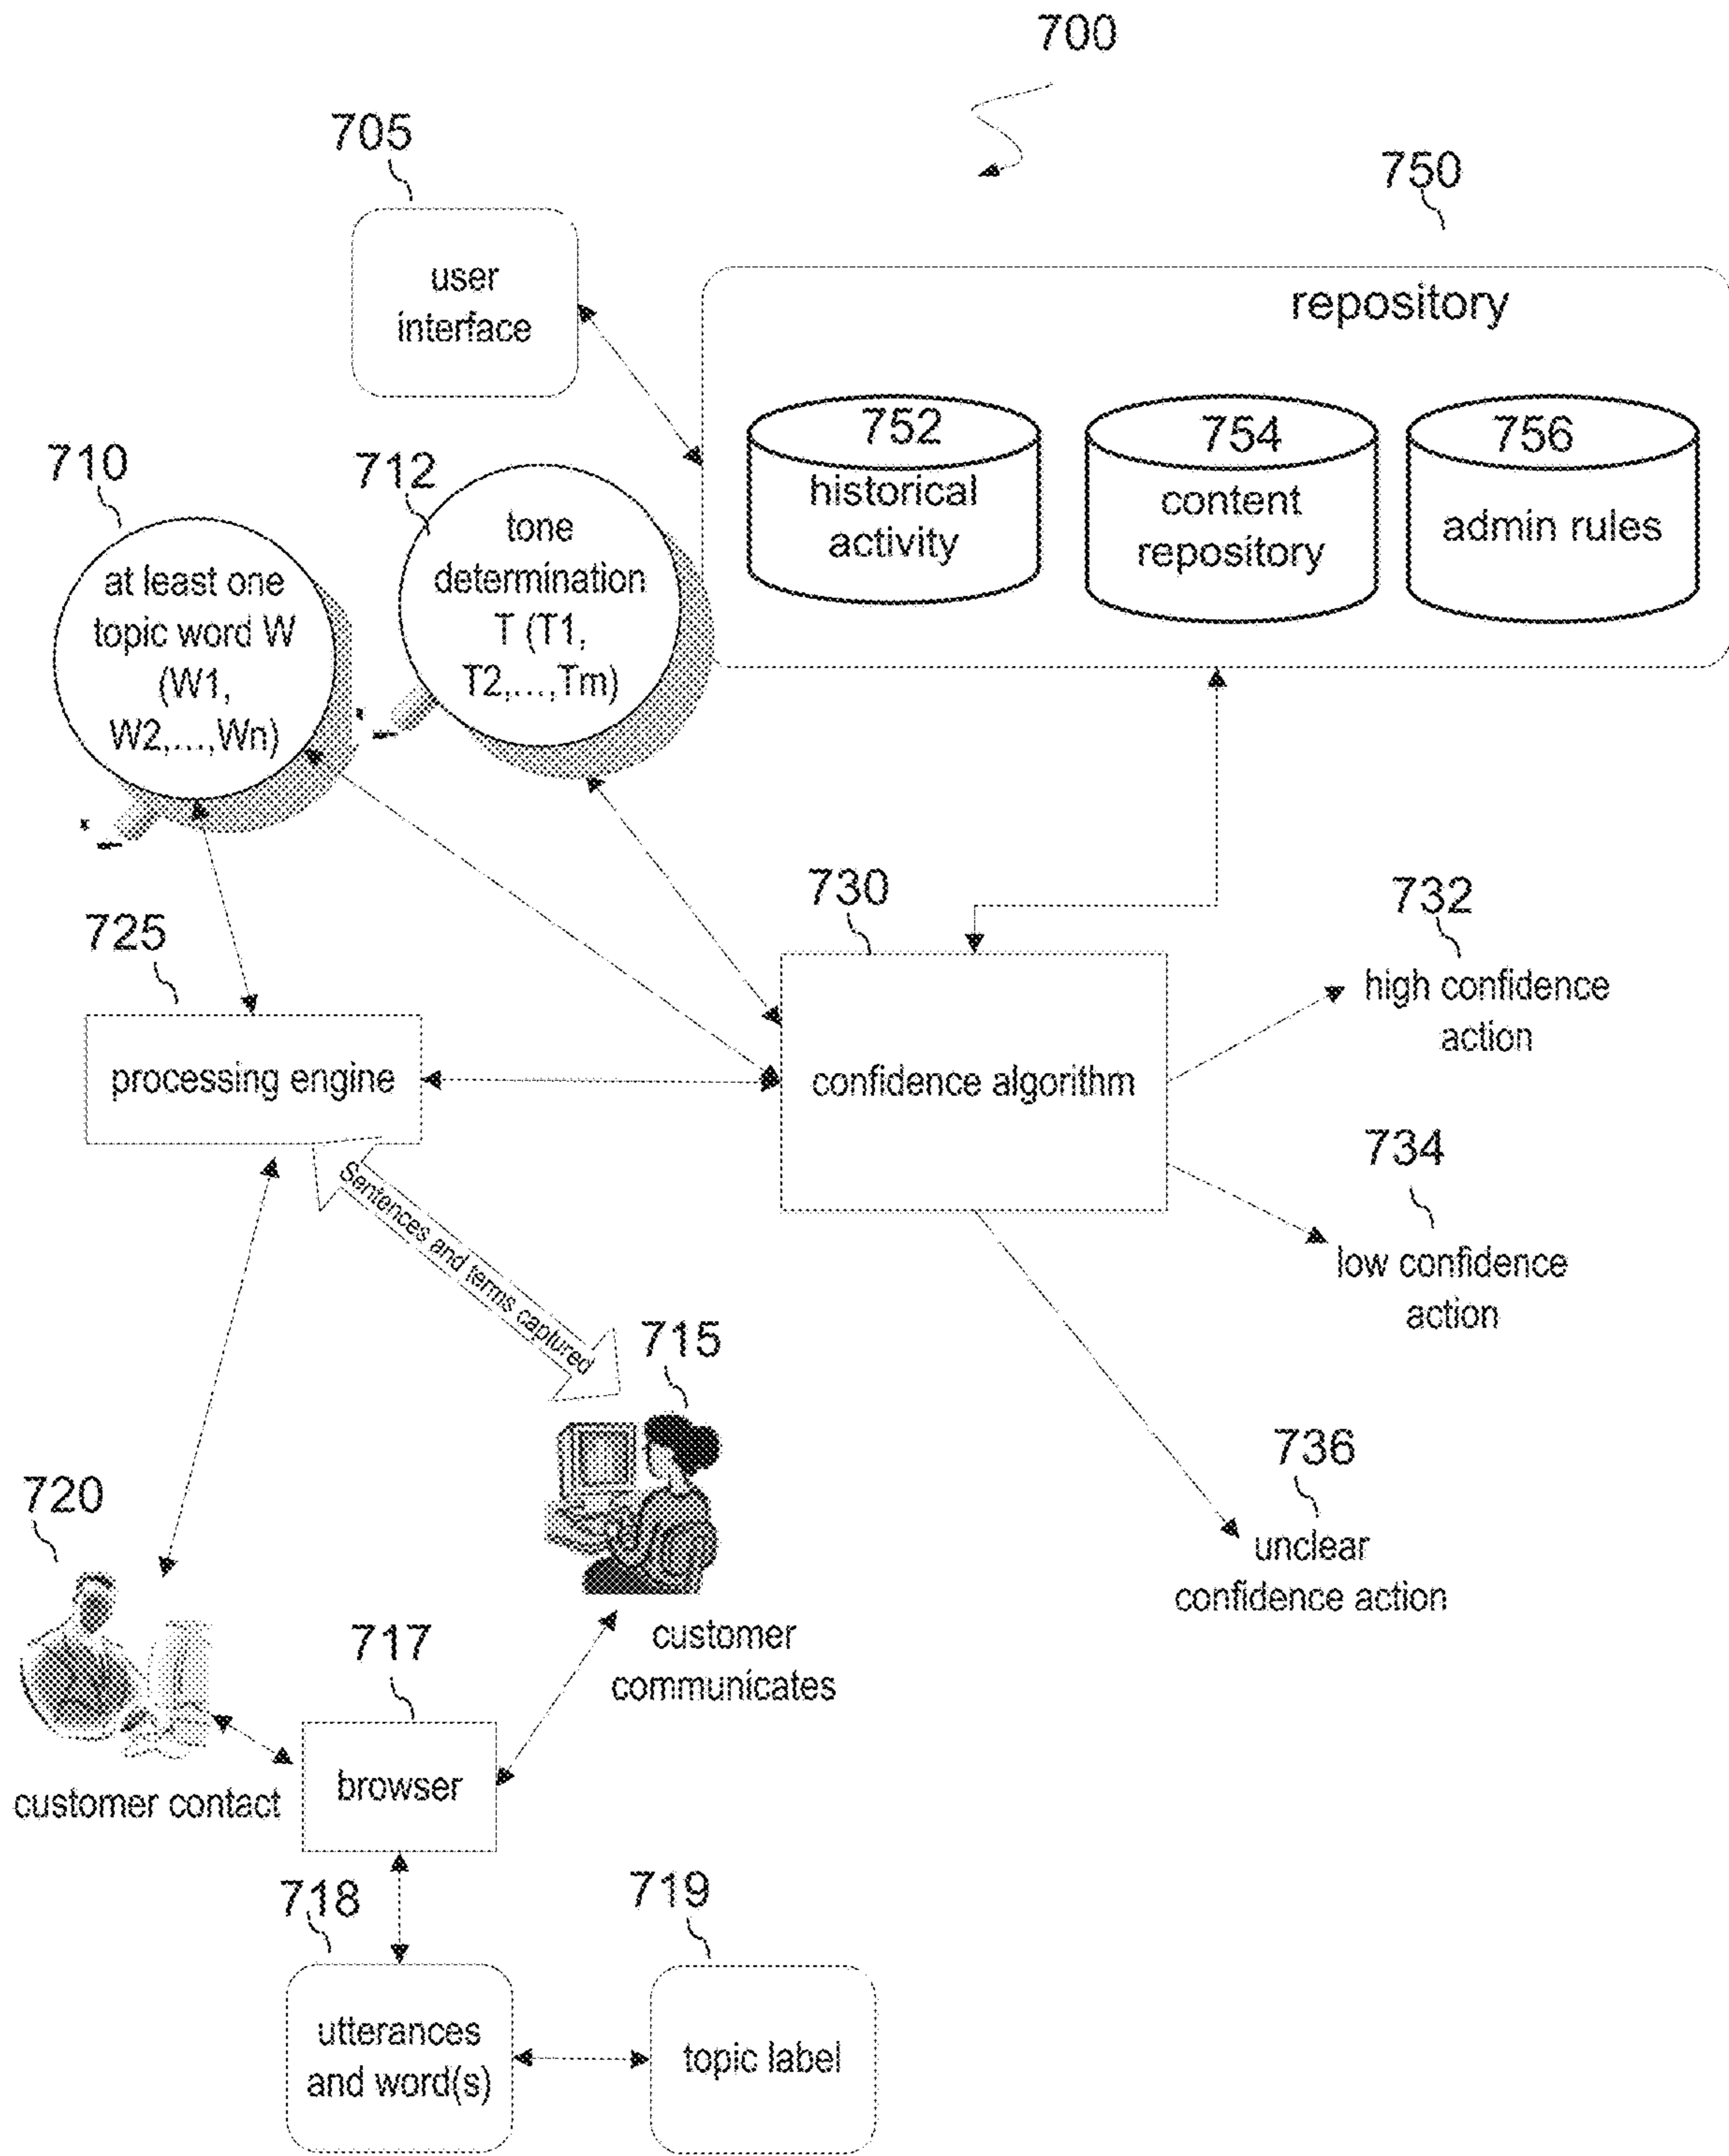 700
705
750
user
interface
repository
752
historical
activity
754
content
repository
756
admin rules
710
at least one
topic word W
(W1,
W2,...,Wn)
712
tone
determination
T (T1,
T2,...,Tm)
725
processing engine
730
confidence algorithm
732
high confidence
action
734
low confidence
action
736
unclear
confidence action
Sentences and terms captured
715
customer
communicates
720
customer contact
717
browser
718
utterances
and word(s)
719
topic label